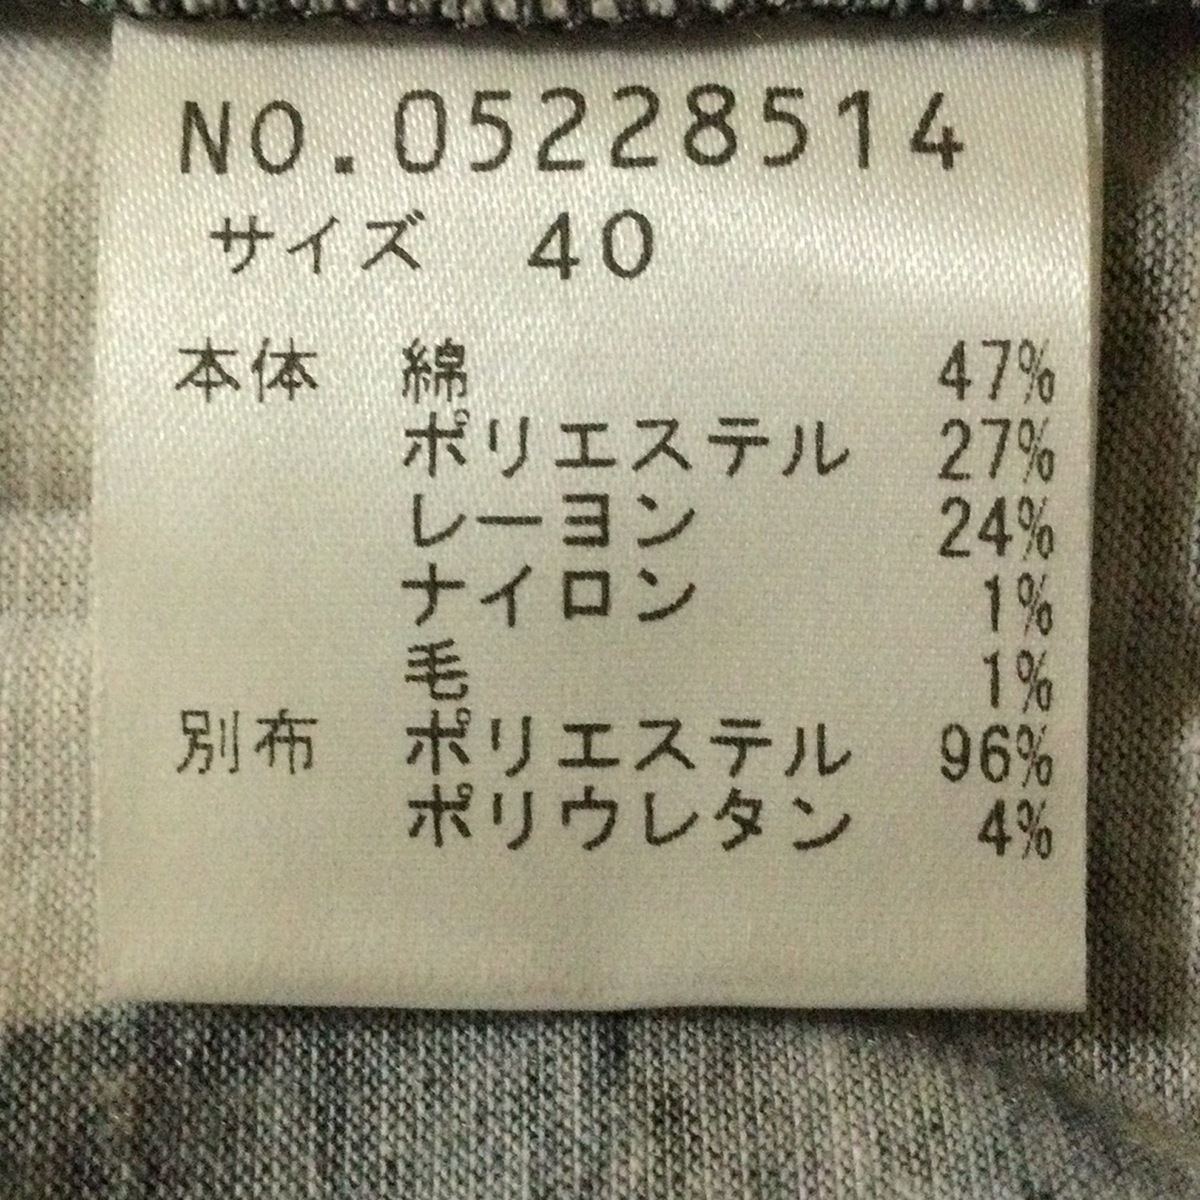 NO.05228514
サイズ 40
本体 綿 47%
ポリエステル 27%
レーヨン 24%
ナイロン 1%
毛 1%
別布 ポリエステル 96%
ポリウレタン 4%